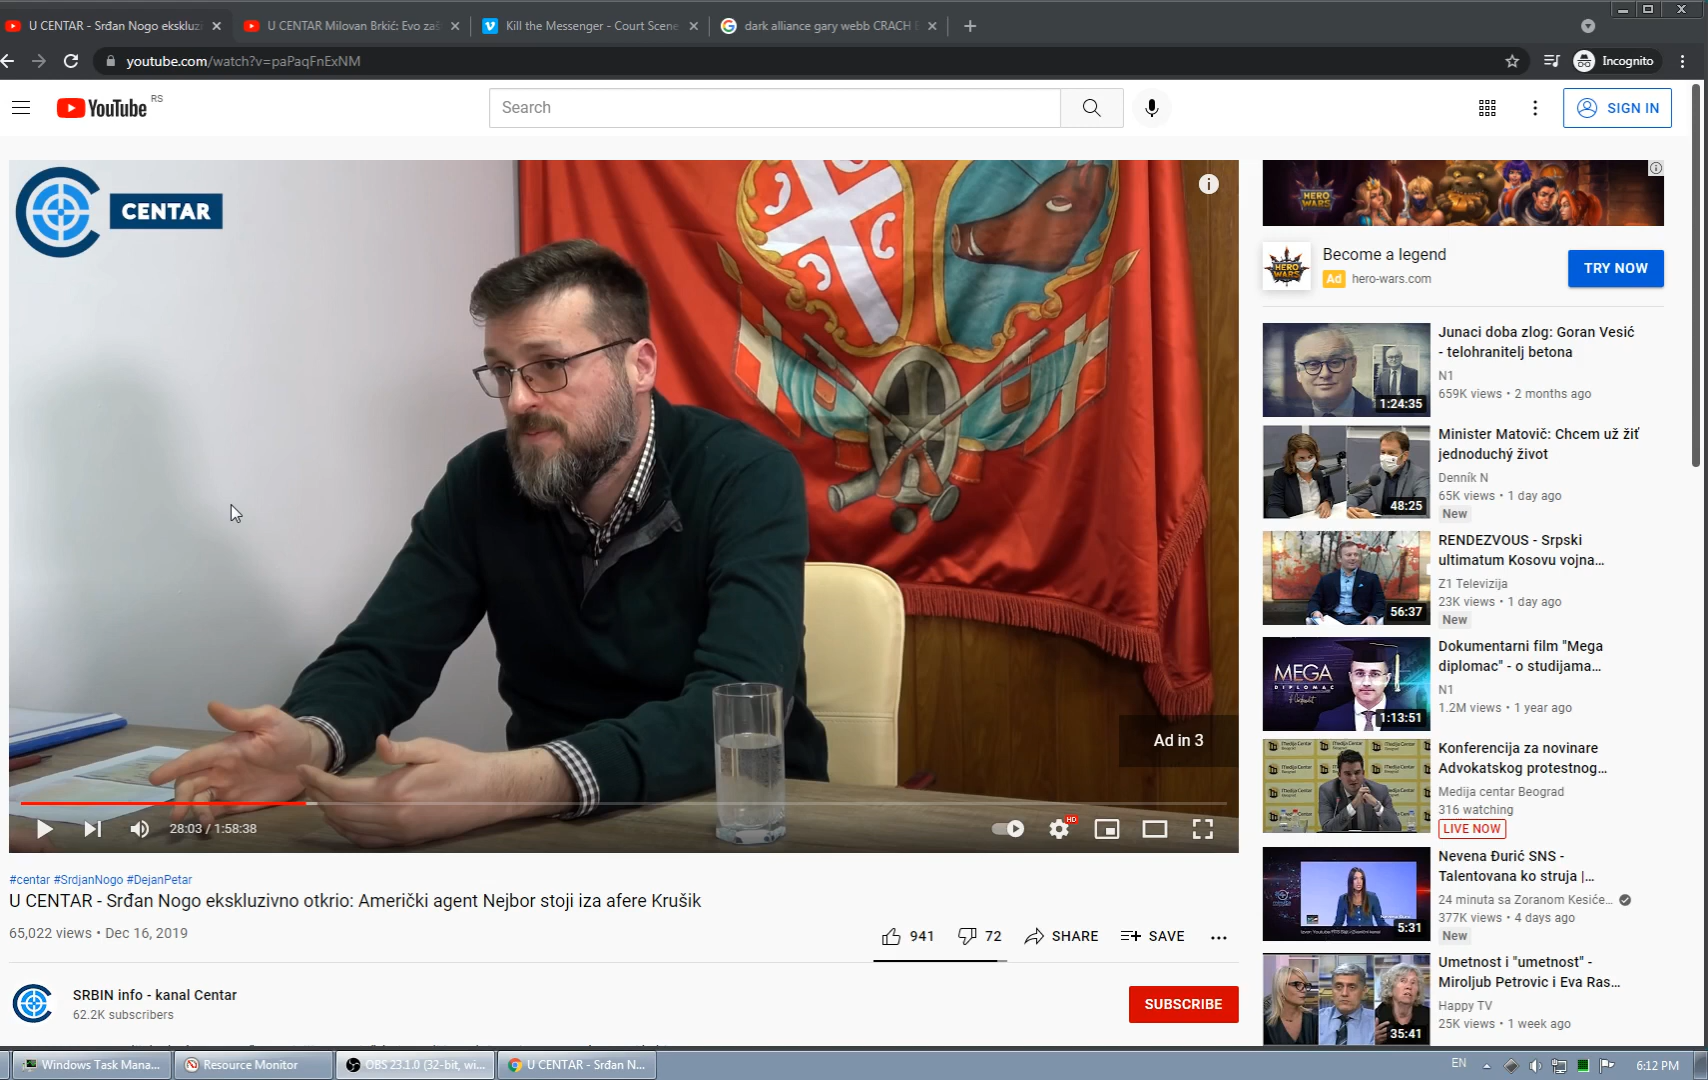 U CENTAR - Srđan Nogo ekskluzi
U CENTAR Milovan Brkić: Evo zaš
Kill the Messenger - Court Scene
dark alliance gary webb CRACH
youtube.com/watch?v=paPaqFnExNM
Incognito
YouTube RS
Search
SIGN IN
CENTAR
HERO WARS
Become a legend
HERO WARS
Ad hero-wars.com
TRY NOW
Junaci doba zlog: Goran Vesić
- telohranitelj betona
N1
659K views • 2 months ago
1:24:35
Minister Matovič: Chcem už žiť
jednoduchý život
Denník N
65K views • 1 day ago
New
48:25
RENDEZVOUS - Srpski
ultimatum Kosovu vojna...
Z1 Televizija
23K views • 1 day ago
New
56:37
Dokumentarni film "Mega
diplomac" - o studijama...
N1
1.2M views • 1 year ago
MEGA
DIPLOMAC
1:13:51
Konferencija za novinare
Advokatskog protestnog...
Medija centar Beograd
316 watching
LIVE NOW
Nevena Đurić SNS -
Talentovana ko struja |...
24 minuta sa Zoranom Kesiće...
377K views • 4 days ago
New
5:31
Umetnost i "umetnost" -
Miroljub Petrovic i Eva Ras...
Happy TV
25K views • 1 week ago
35:41
Ad in 3
28:03 / 1:58:38
HD
#centar #SrdjanNogo #DejanPetar
U CENTAR - Srđan Nogo ekskluzivno otkrio: Američki agent Nejbor stoji iza afere Krušik
65,022 views • Dec 16, 2019
941
72
SHARE
SAVE
SRBIN info - kanal Centar
62.2K subscribers
SUBSCRIBE
Windows Task Mana...
Resource Monitor
OBS 23.1.0 (32-bit, wi...
U CENTAR - Srđan N...
EN
6:12 PM